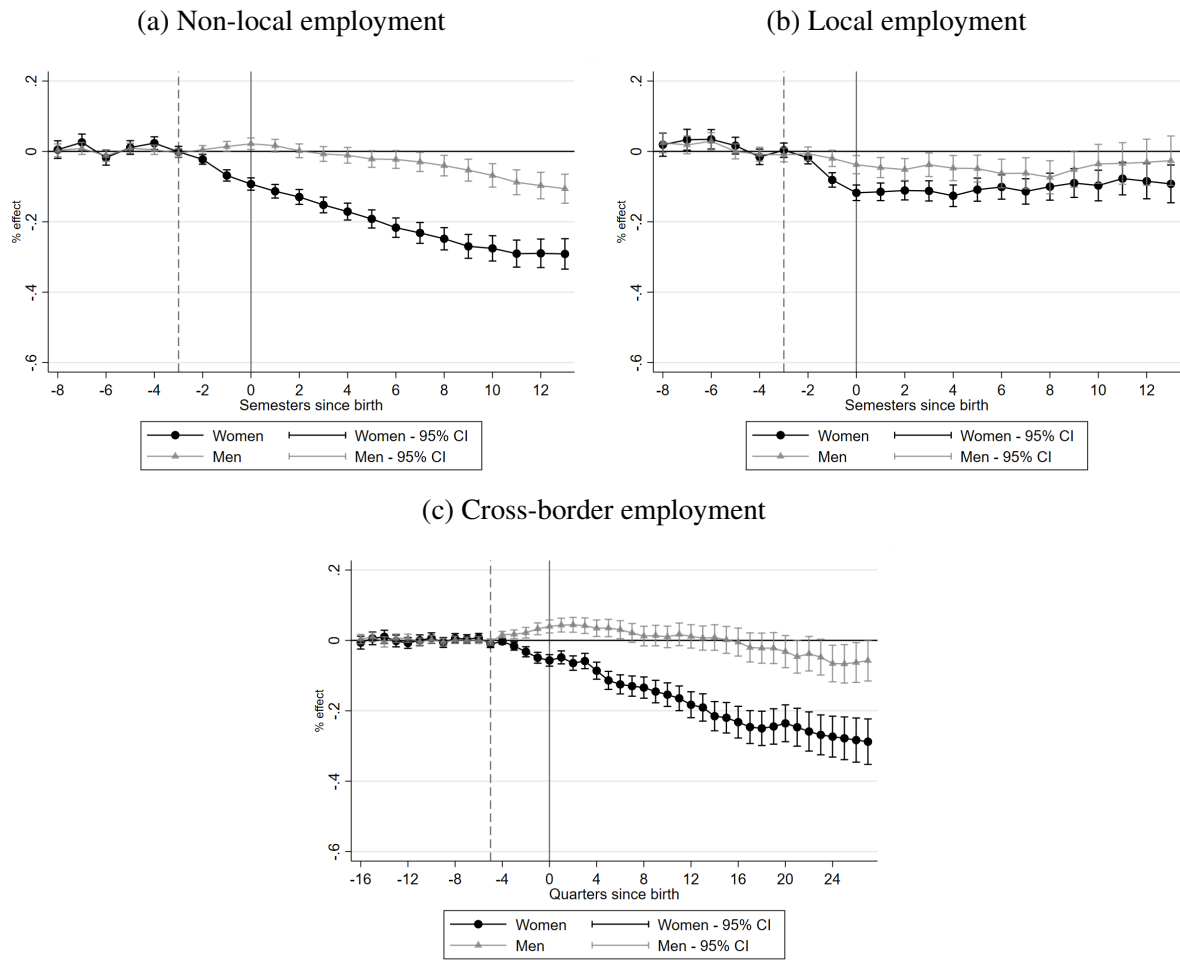 (a) Non-local employment
.2
0
-.2
-.4
-.6
% effect
-8 -6 -4 -2 0 2 4 6 8 10 12
Semesters since birth
Women Women - 95% CI
Men Men - 95% CI
(b) Local employment
.2
0
-.2
-.4
-.6
% effect
-8 -6 -4 -2 0 2 4 6 8 10 12
Semesters since birth
Women Women - 95% CI
Men Men - 95% CI
(c) Cross-border employment
.2
0
-.2
-.4
-.6
% effect
-16 -12 -8 -4 0 4 8 12 16 20 24
Quarters since birth
Women Women - 95% CI
Men Men - 95% CI